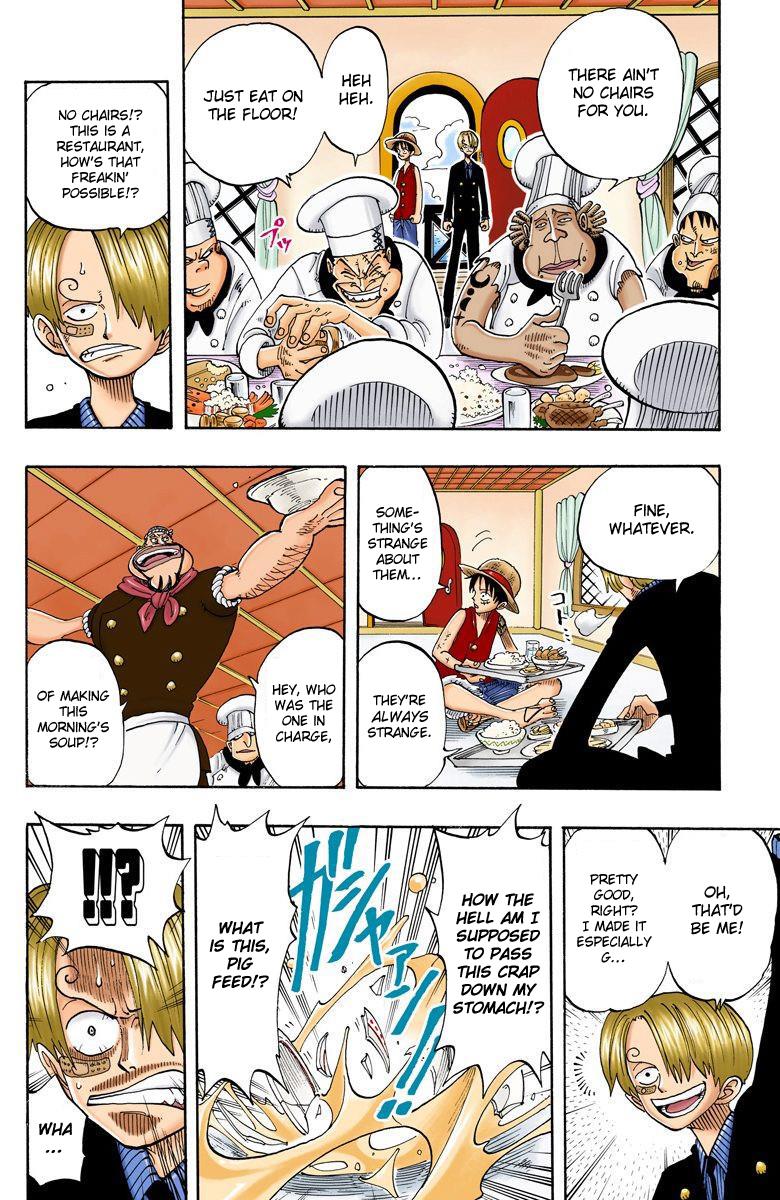 THERE AIN'T
NO CHAIRS
FOR YOU.
HEH
HEH.
JUST EAT ON
THE FLOOR!
プッ
NO CHAIRS!?
THIS IS A
RESTAURANT,
HOW'S THAT
FREAKIN'
POSSIBLE!?
FINE,
WHATEVER.
SOME-
THING'S
STRANGE
ABOUT
THEM...
コト...
THEY'RE
ALWAYS
STRANGE.
HEY, WHO
WAS THE
ONE IN
CHARGE,
OF MAKING
THIS
MORNING'S
SOUP!?
OH,
THAT'D
BE ME!
PRETTY
GOOD,
RIGHT?
I MADE IT
ESPECIALLY
G...
HOW THE
HELL AM I
SUPPOSED
TO PASS
THIS CRAP
DOWN MY
STOMACH!?
ガシャアン!!
WHAT
IS THIS,
PIG
FEED!?
!!?
WHA
...